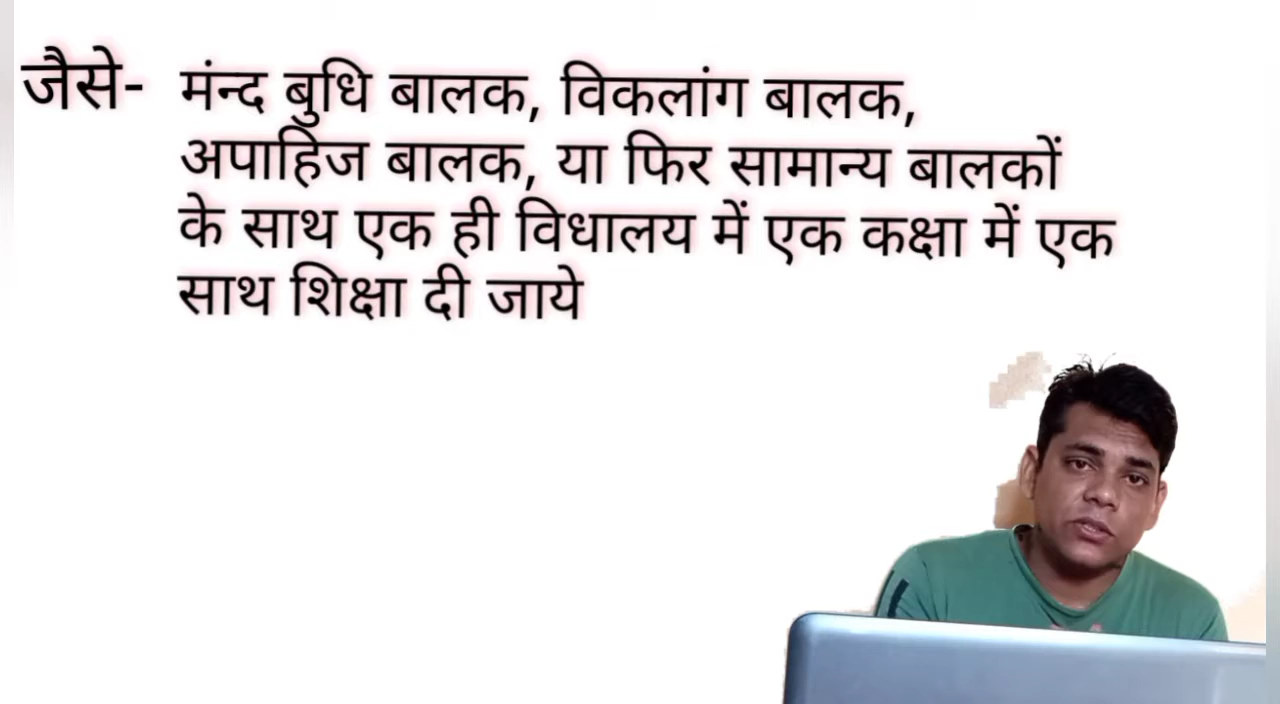 जैसे- मंन्द बुधि बालक, विकलांग बालक,
अपाहिज बालक, या फिर सामान्य बालकों
के साथ एक ही विधालय में एक कक्षा में एक
साथ शिक्षा दी जाये